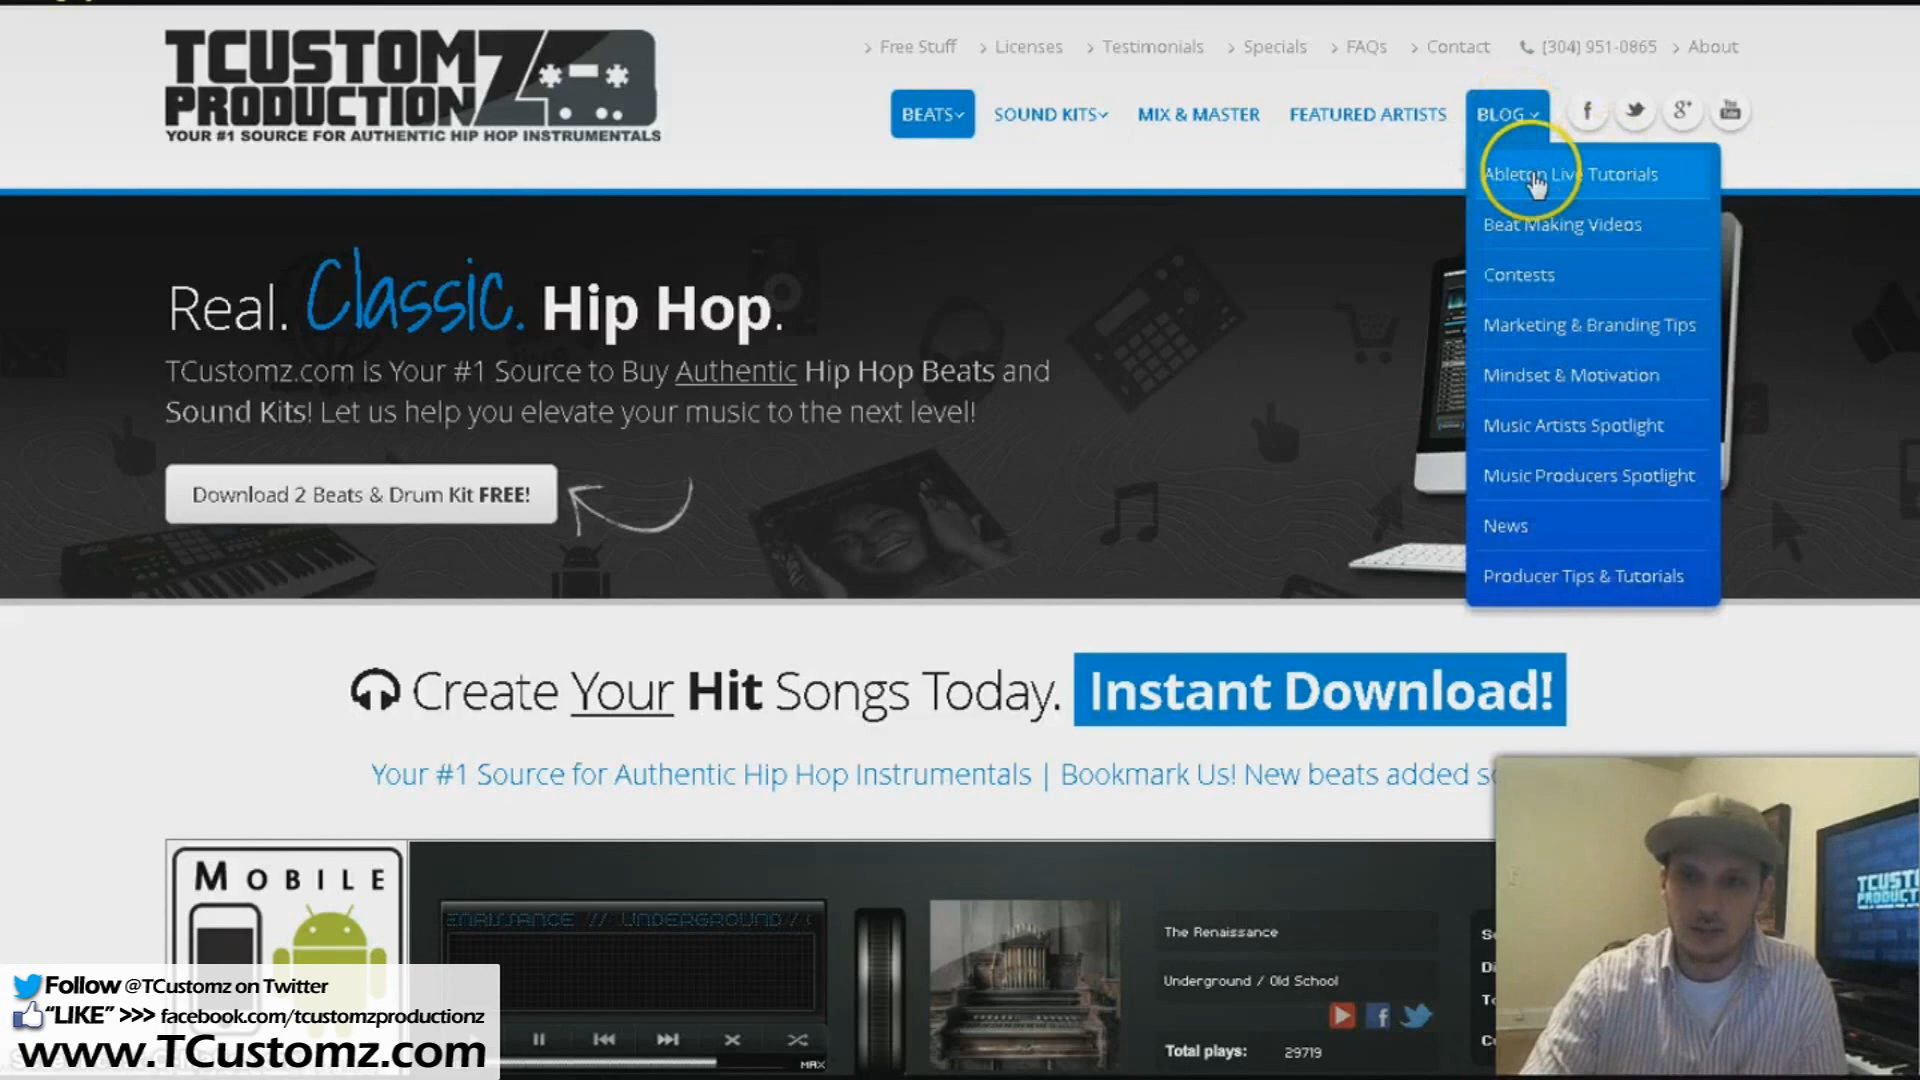 TCUSTOMZ
PRODUCTION
YOUR #1 SOURCE FOR AUTHENTIC HIP HOP INSTRUMENTALS
Free Stuff Licenses Testimonials Specials FAQs Contact (304) 951-0865 About
BEATS SOUND KITS MIX & MASTER FEATURED ARTISTS BLOG
Ableton Live Tutorials
Beat Making Videos
Contests
Marketing & Branding Tips
Mindset & Motivation
Music Artists Spotlight
Music Producers Spotlight
News
Producer Tips & Tutorials
Real. Classic. Hip Hop.
TCustomz.com is Your #1 Source to Buy Authentic Hip Hop Beats and
Sound Kits! Let us help you elevate your music to the next level!
Download 2 Beats & Drum Kit FREE!
Create Your Hit Songs Today. Instant Download!
Your #1 Source for Authentic Hip Hop Instrumentals | Bookmark Us! New beats added
MOBILE
ENAISSANCE // UNDERGROUND /
The Renaissance
Underground / Old School
Total plays: 29719
MAX
Follow @TCustomz on Twitter
"LIKE" >>> facebook.com/tcustomzproductionz
www.TCustomz.com